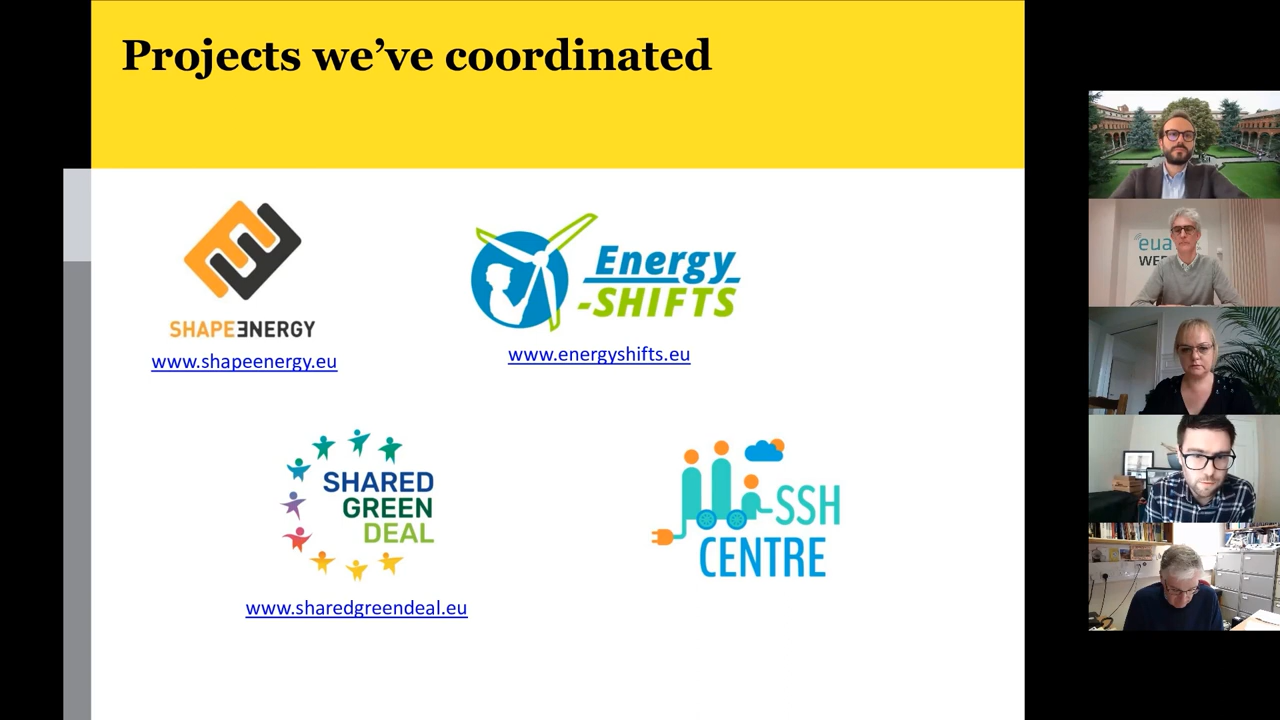 Projects we've coordinated
SHAPEENERGY
www.shapeenergy.eu
Energy
-SHIFTS
www.energyshifts.eu
SHARED
GREEN
DEAL
www.sharedgreendeal.eu
-SSH
CENTRE
eua